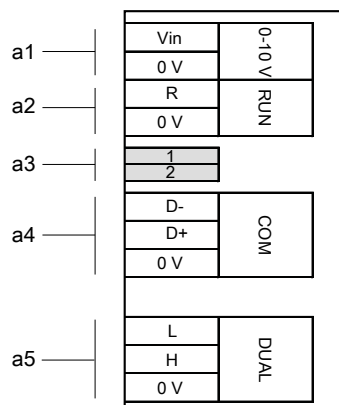 a1
Vin
0 V
0-10 V
a2
R
0 V
RUN
a3
1
2
a4
D-
D+
0 V
COM
a5
L
H
0 V
DUAL